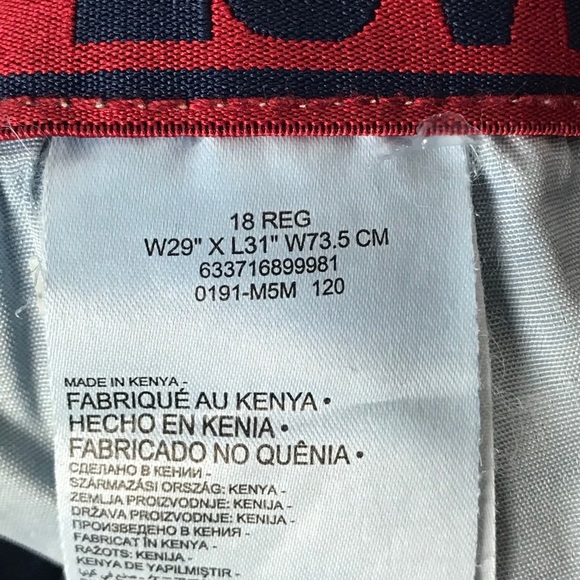 18 REG
W29" X L31" W73.5 CM
633716899981
0191-M5M 120
MADE IN KENYA -
FABRIQUÉ AU KENYA •
HECHO EN KENIA •
FABRICADO NO QUÊNIA •
СДЕЛАНО В КЕНИИ -
SZÁRMAZÁSI ORSZÁG: KENYA -
ZEMLJA PROIZVODNJE: KENIJA -
DRŽAVA PROIZVODNJE: KENIJA -
ПРОИЗВЕДЕНО В КЕНИЯ -
FABRICAT ÎN KENYA -
RAŽOTS: KENIJA -
KENYA DE YAPILMIŞTIR -